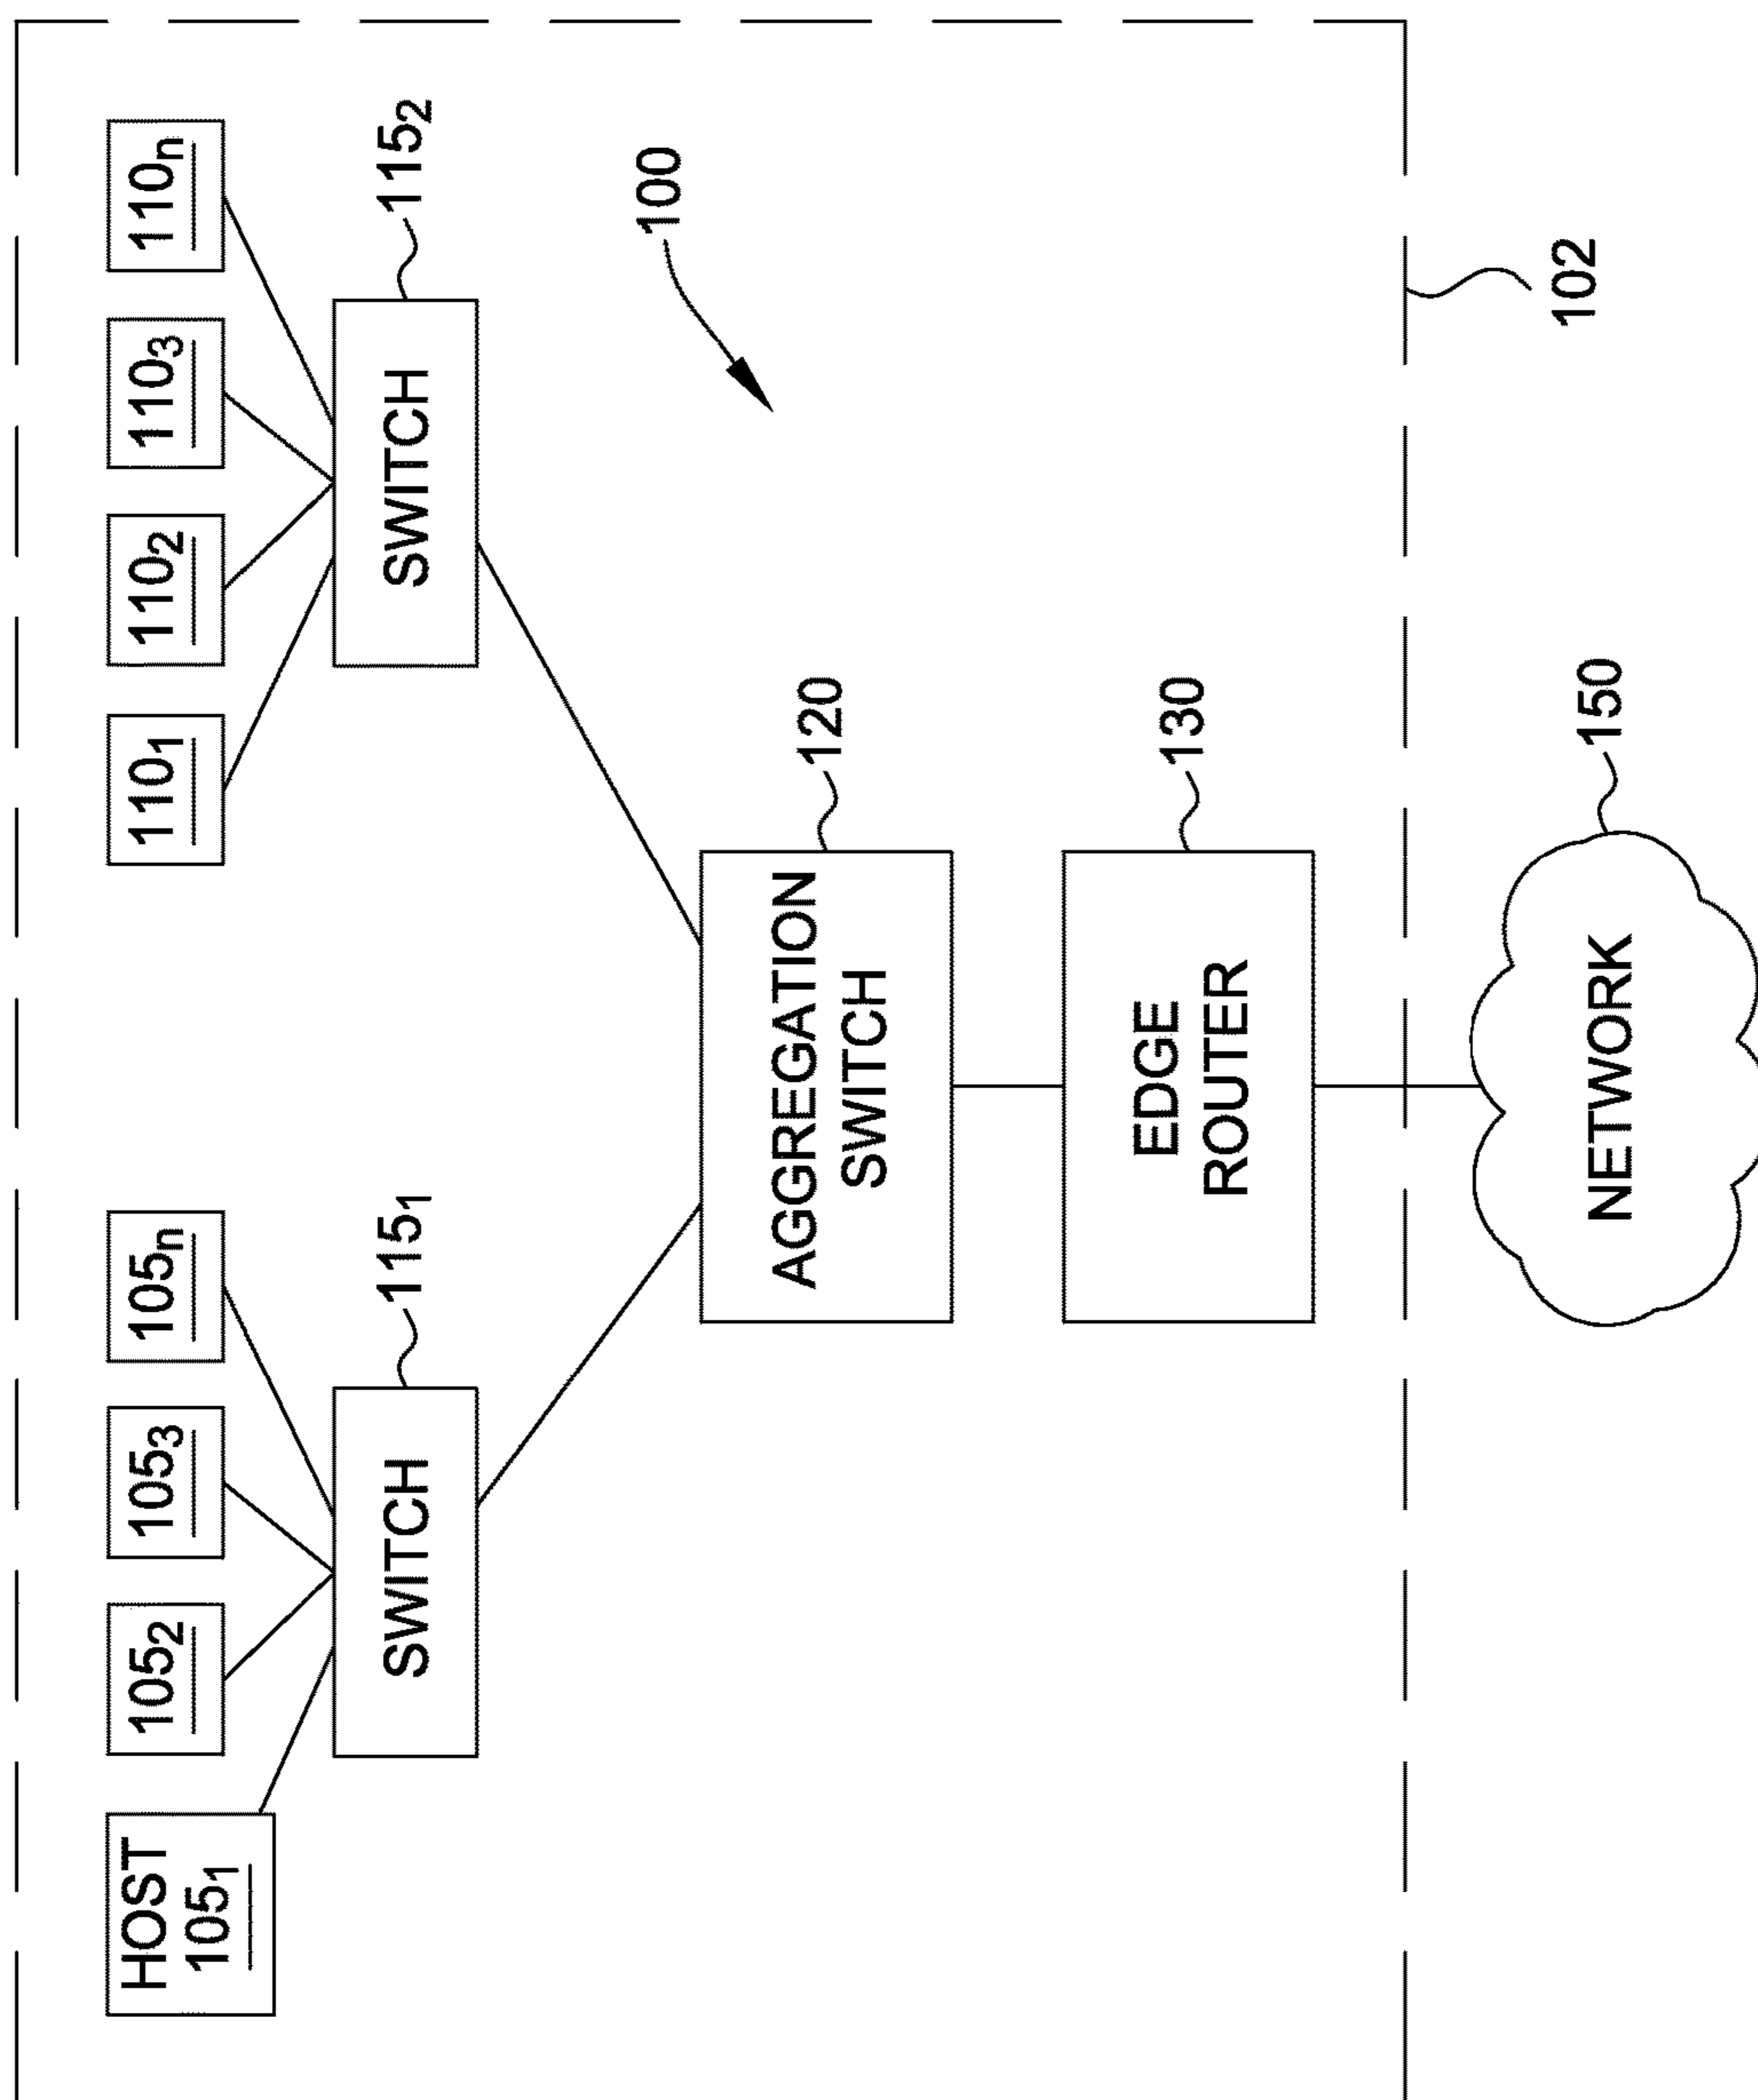 HOST
105₁
105₂
105₃
105ₙ
110₁
110₂
110₃
110ₙ
SWITCH
115₁
SWITCH
115₂
100
AGGREGATION
SWITCH
120
EDGE
ROUTER
130
102
NETWORK
150